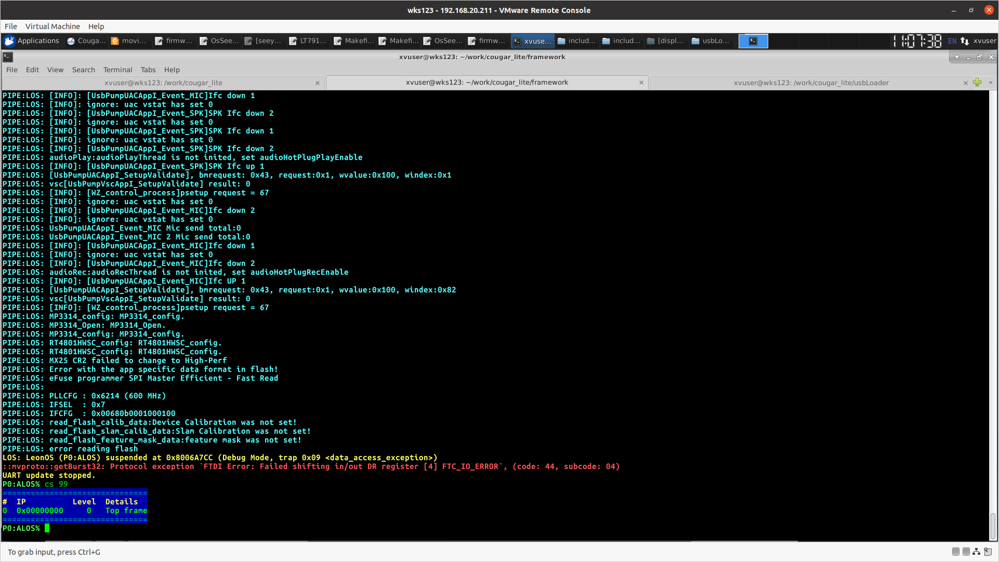 wks123 - 192.168.20.211 - VMware Remote Console
File Virtual Machine Help
Applications Couga... movi... firmw... OsSee... [seey... LT791... Makefi... Makefi... OsSee... firmw... xvuse... includ... includ... [displ... usbLo... 11:07:38 EN xvuser
xvuser@wks123: ~/work/cougar_lite/framework
File Edit View Search Terminal Tabs Help
xvuser@wks123: /work/cougar_lite xvuser@wks123: ~/work/cougar_lite/framework xvuser@wks123: /work/cougar_lite/usbLoader
PIPE:LOS: [INFO]: [UsbPumpUACAppI_Event_MIC]Ifc down 1
PIPE:LOS: [INFO]: ignore: uac vstat has set 0
PIPE:LOS: [INFO]: [UsbPumpUACAppI_Event_SPK]SPK Ifc down 2
PIPE:LOS: [INFO]: ignore: uac vstat has set 0
PIPE:LOS: [INFO]: [UsbPumpUACAppI_Event_SPK]SPK Ifc down 1
PIPE:LOS: [INFO]: ignore: uac vstat has set 0
PIPE:LOS: [INFO]: [UsbPumpUACAppI_Event_SPK]SPK Ifc down 2
PIPE:LOS: audioPlay:audioPlayThread is not inited, set audioHotPlugPlayEnable
PIPE:LOS: [INFO]: [UsbPumpUACAppI_Event_SPK]SPK Ifc up 1
PIPE:LOS: [UsbPumpUACAppI_SetupValidate], bmrequest: 0x43, request:0x1, wvalue:0x100, windex:0x1
PIPE:LOS: vsc[UsbPumpVscAppI_SetupValidate] result: 0
PIPE:LOS: [INFO]: [WZ_control_process]psetup request = 67
PIPE:LOS: [INFO]: ignore: uac vstat has set 0
PIPE:LOS: [INFO]: [UsbPumpUACAppI_Event_MIC]Ifc down 2
PIPE:LOS: [INFO]: ignore: uac vstat has set 0
PIPE:LOS: UsbPumpUACAppI_Event_MIC Mic send total:0
PIPE:LOS: UsbPumpUACAppI_Event_MIC 2 Mic send total:0
PIPE:LOS: [INFO]: [UsbPumpUACAppI_Event_MIC]Ifc down 1
PIPE:LOS: [INFO]: ignore: uac vstat has set 0
PIPE:LOS: [INFO]: [UsbPumpUACAppI_Event_MIC]Ifc down 2
PIPE:LOS: audioRec:audioRecThread is not inited, set audioHotPlugRecEnable
PIPE:LOS: [INFO]: [UsbPumpUACAppI_Event_MIC]Ifc UP 1
PIPE:LOS: [UsbPumpUACAppI_SetupValidate], bmrequest: 0x43, request:0x1, wvalue:0x100, windex:0x82
PIPE:LOS: vsc[UsbPumpVscAppI_SetupValidate] result: 0
PIPE:LOS: [INFO]: [WZ_control_process]psetup request = 67
PIPE:LOS: MP3314_config: MP3314_config.
PIPE:LOS: MP3314_Open: MP3314_Open.
PIPE:LOS: MP3314_config: MP3314_config.
PIPE:LOS: RT4801HWSC_config: RT4801HWSC_config.
PIPE:LOS: RT4801HWSC_config: RT4801HWSC_config.
PIPE:LOS: MX25 CR2 failed to change to High-Perf
PIPE:LOS: Error with the app specific data format in flash!
PIPE:LOS: eFuse programmer SPI Master Efficient - Fast Read
PIPE:LOS:
PIPE:LOS: PLLCFG : 0x6214 (600 MHz)
PIPE:LOS: IFSEL  : 0x7
PIPE:LOS: IFCFG  : 0x00680b0001000100
PIPE:LOS: read_flash_calib_data:Device Calibration was not set!
PIPE:LOS: read_flash_slam_calib_data:Slam Calibration was not set!
PIPE:LOS: read_flash_feature_mask_data:feature mask was not set!
PIPE:LOS: error reading flash
LOS: LeonOS (P0:ALOS) suspended at 0x8006A7CC (Debug Mode, trap 0x09 <data_access_exception>)
::mvproto::getBurst32: Protocol exception `FTDI Error: Failed shifting in/out DR register [4] FTC_IO_ERROR`, (code: 44, subcode: 04)
UART update stopped.
P0:ALOS% cs 99
===============================
#  IP          Level  Details
0  0x00000000     0   Top frame
===============================
P0:ALOS%
To grab input, press Ctrl+G